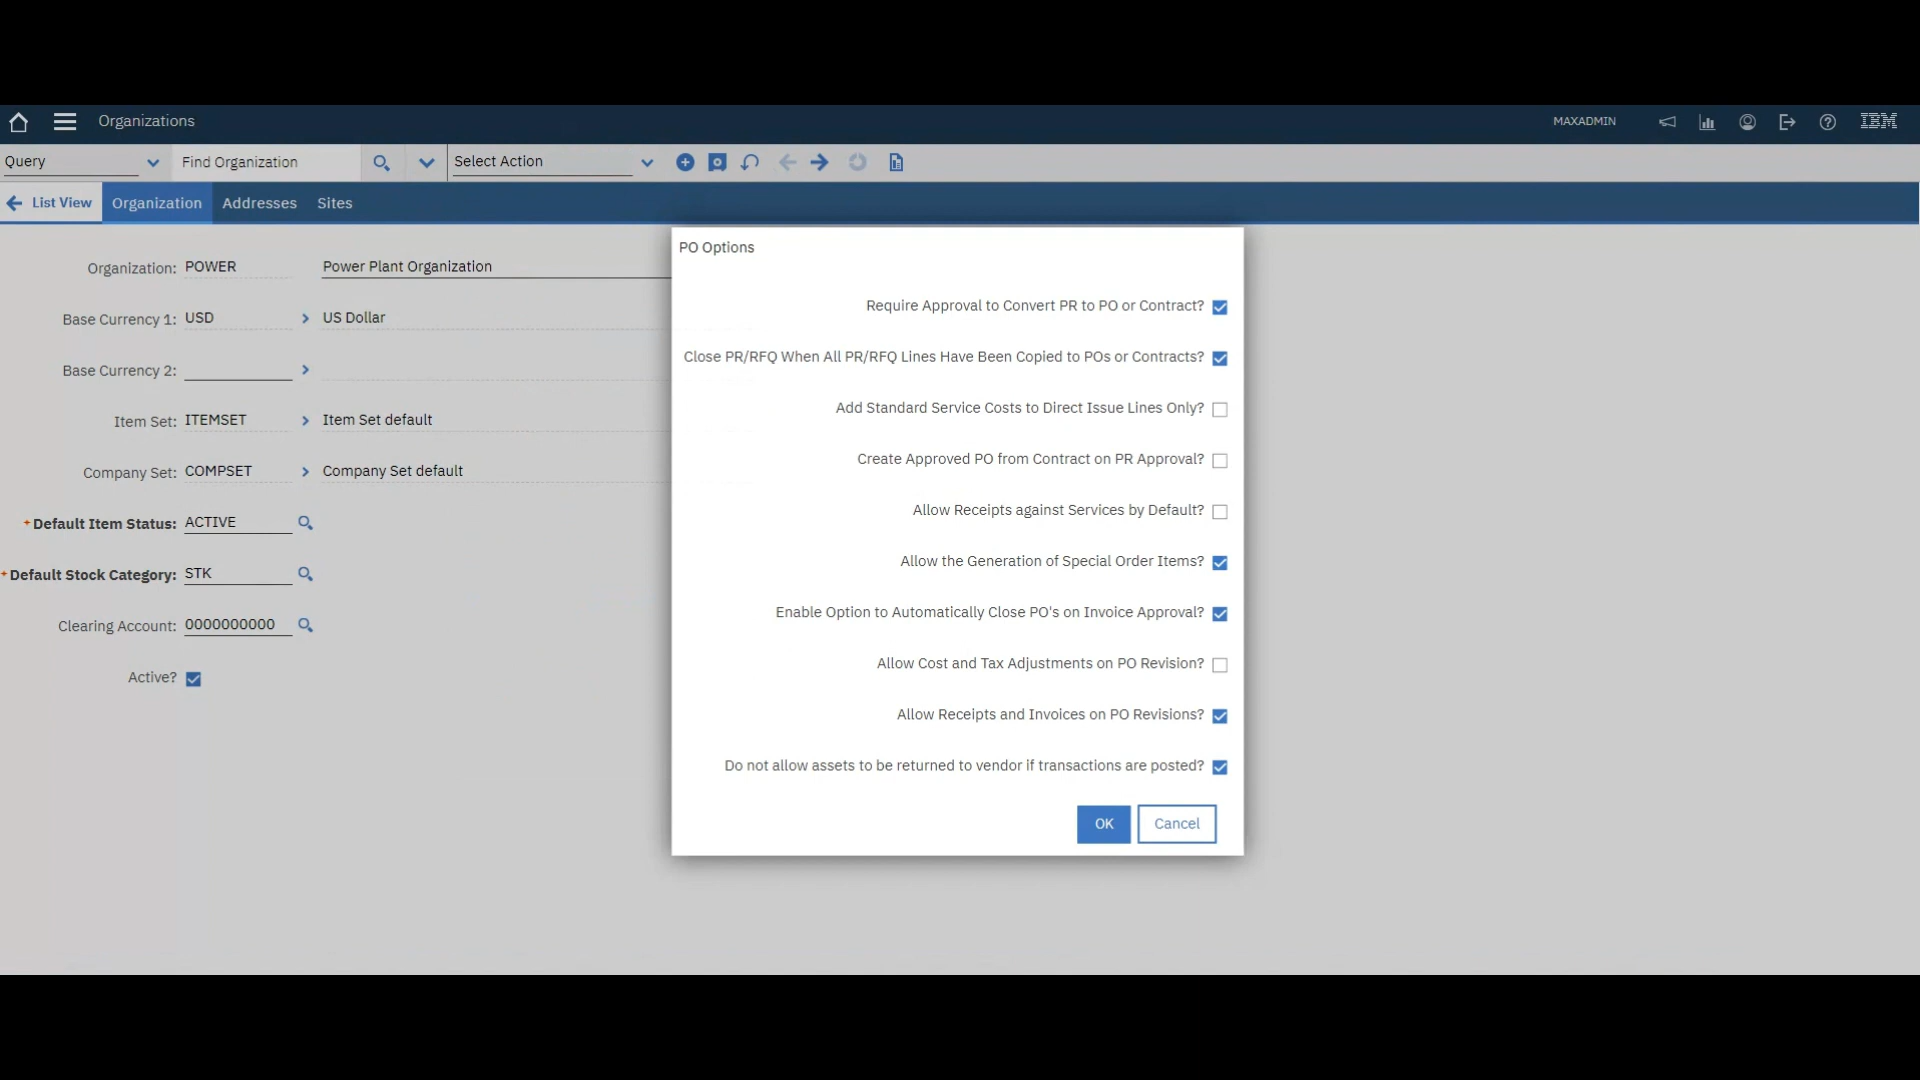 Organizations
MAXADMIN
IBM
Query
Find Organization
Select Action
List View
Organization
Addresses
Sites
Organization: POWER Power Plant Organization
Base Currency 1: USD US Dollar
Base Currency 2:
Item Set: ITEMSET Item Set default
Company Set: COMPSET Company Set default
* Default Item Status: ACTIVE
* Default Stock Category: STK
Clearing Account: 0000000000
Active?
PO Options
Require Approval to Convert PR to PO or Contract?
Close PR/RFQ When All PR/RFQ Lines Have Been Copied to POs or Contracts?
Add Standard Service Costs to Direct Issue Lines Only?
Create Approved PO from Contract on PR Approval?
Allow Receipts against Services by Default?
Allow the Generation of Special Order Items?
Enable Option to Automatically Close PO's on Invoice Approval?
Allow Cost and Tax Adjustments on PO Revision?
Allow Receipts and Invoices on PO Revisions?
Do not allow assets to be returned to vendor if transactions are posted?
OK
Cancel